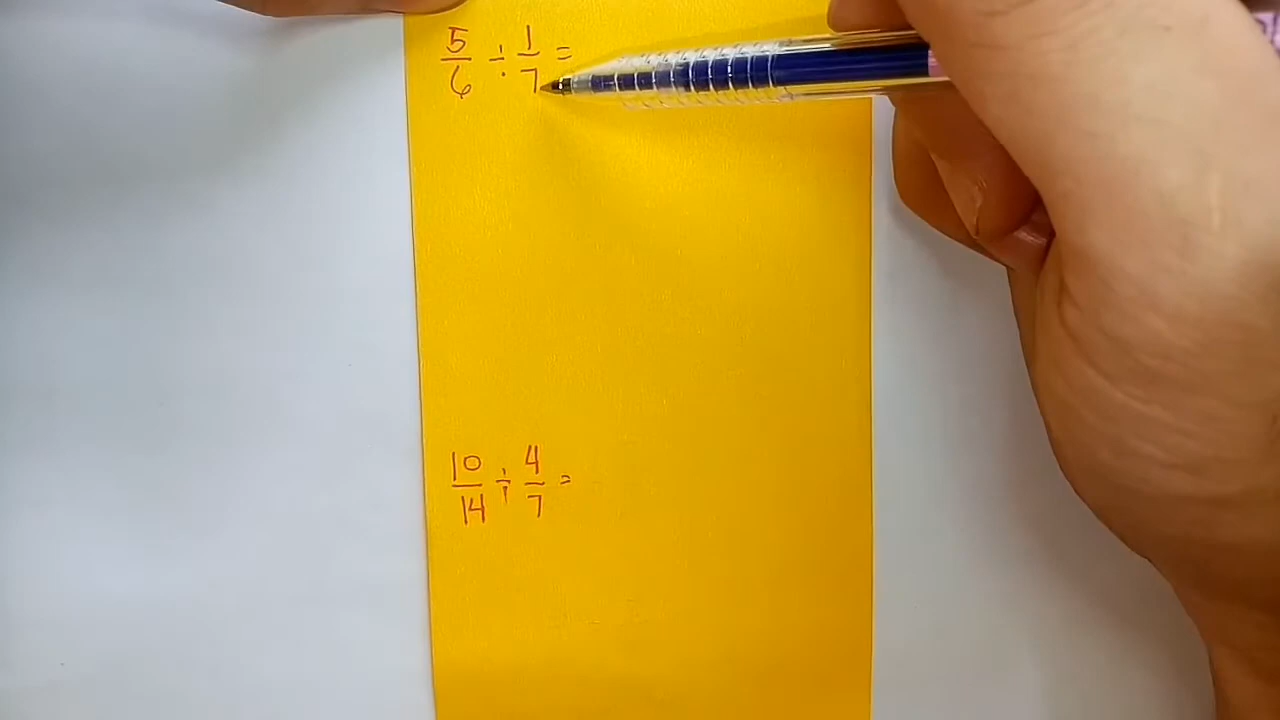 5/6 ÷ 1/7 =
10/14 ÷ 4/7 =